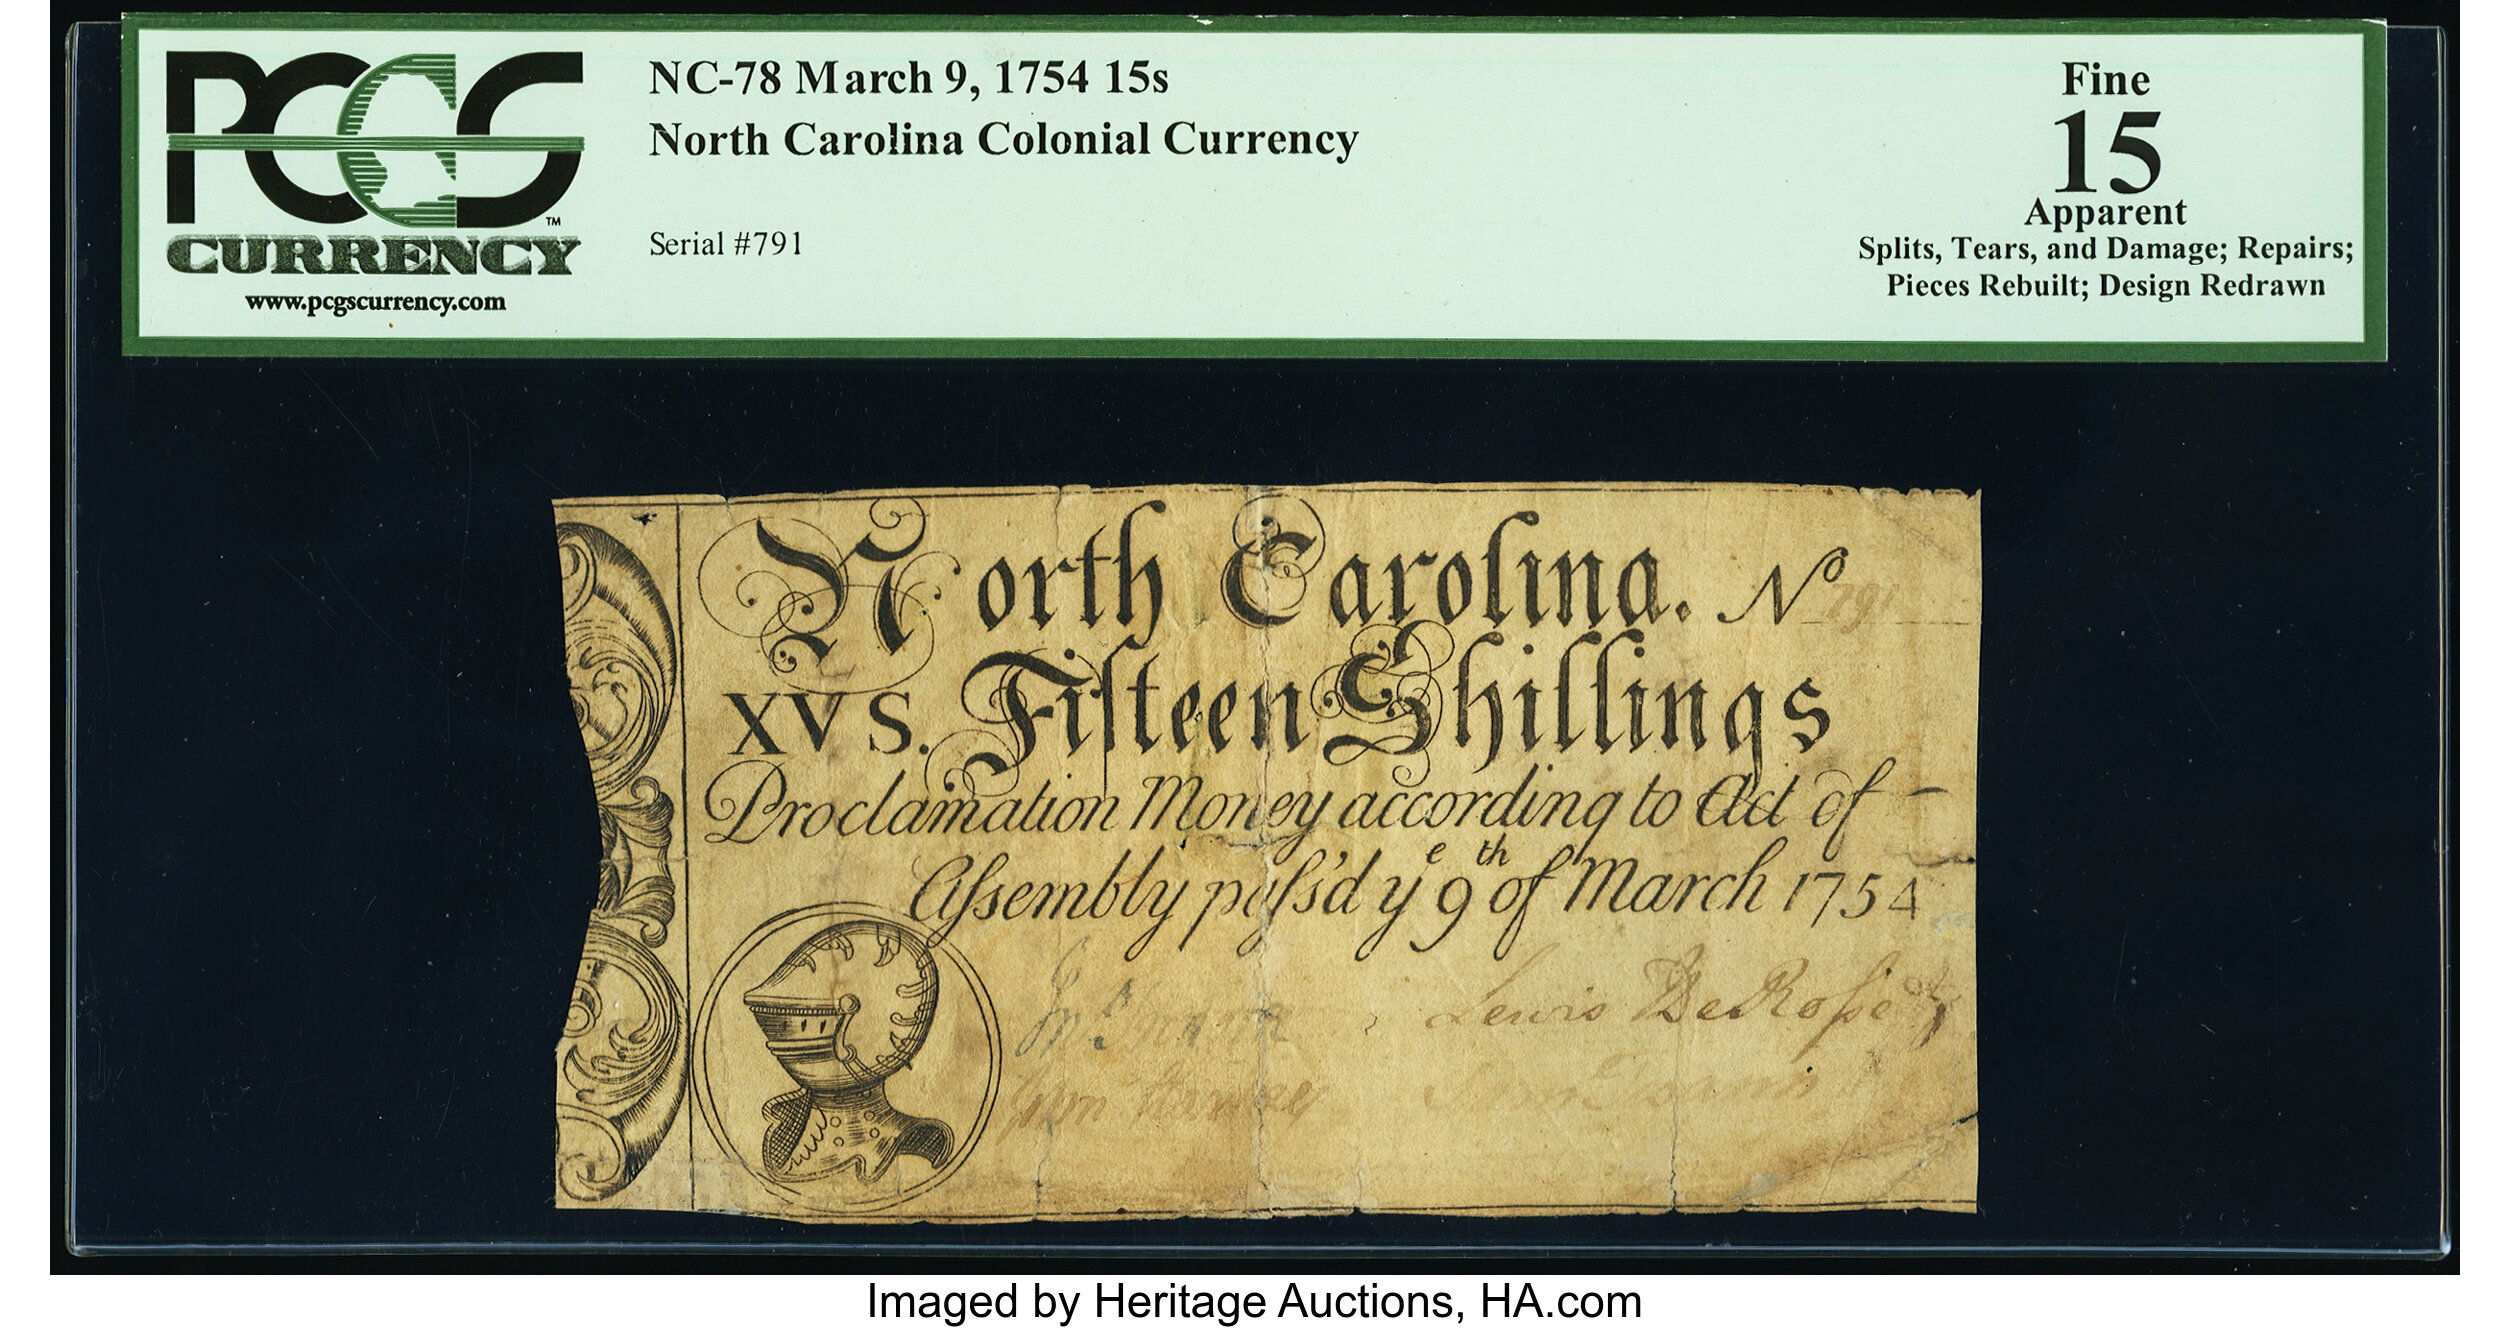 PCGS™
CURRENCY
www.pcgscurrency.com
NC-78 March 9, 1754 15s
North Carolina Colonial Currency
Serial #791
Fine
15
Apparent
Splits, Tears, and Damage; Repairs;
Pieces Rebuilt; Design Redrawn
North Carolina. No 791
XV S. Fifteen Shillings
Proclamation Money according to Act of
Aſsembly paſs'd ye 9th of March 1754
Lewis DeRoſset
Imaged by Heritage Auctions, HA.com